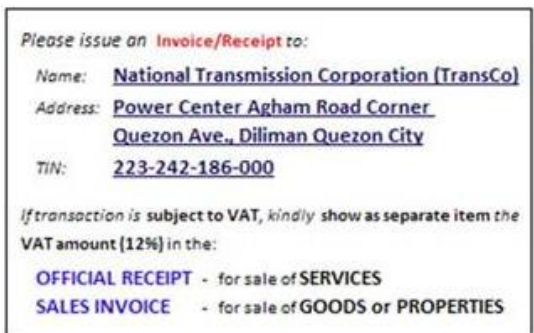 Please issue an Invoice/Receipt to:
Name: National Transmission Corporation (TransCo)
Address: Power Center Agham Road Corner
Quezon Ave., Diliman Quezon City
TIN: 223-242-186-000
If transaction is subject to VAT, kindly show as separate item the
VAT amount (12%) in the:
OFFICIAL RECEIPT - for sale of SERVICES
SALES INVOICE - for sale of GOODS or PROPERTIES